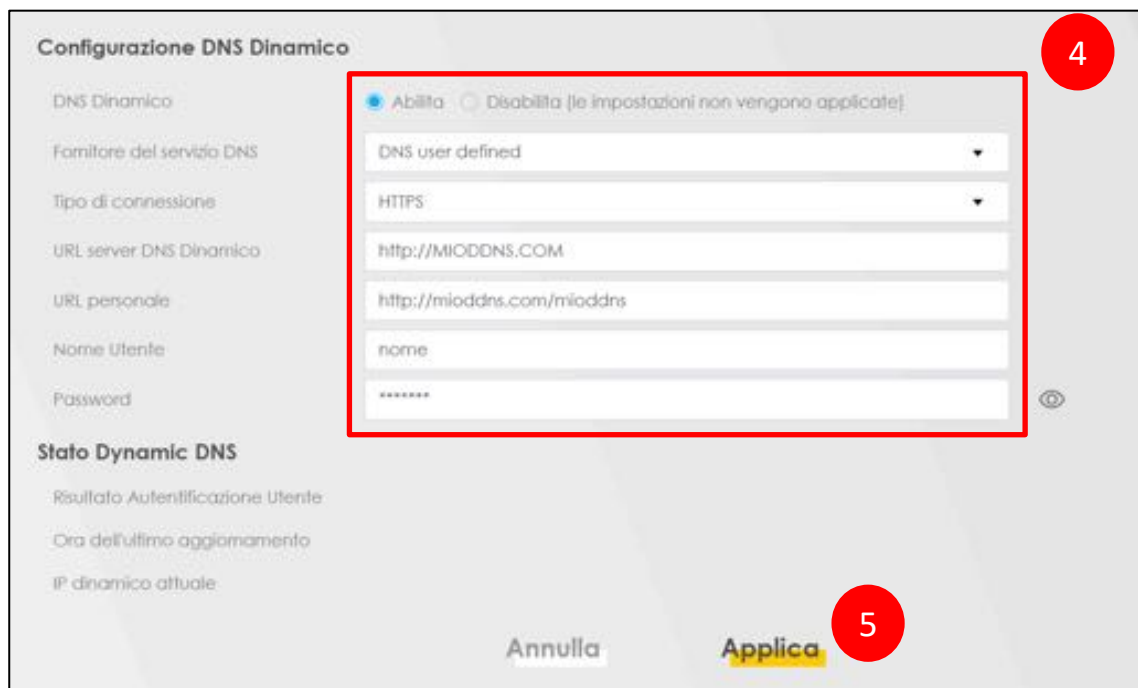 Configurazione DNS Dinamico
4
DNS Dinamico Abilita Disabilita (le impostazioni non vengono applicate)
Fornitore del servizio DNS DNS user defined
Tipo di connessione HTTPS
URL server DNS Dinamico http://MIODDNS.COM
URL personale http://mioddns.com/mioddns
Nome Utente nome
Password *******
Stato Dynamic DNS
Risultato Autentificazione Utente
Ora dell'ultimo aggiornamento
IP dinamico attuale
5
Annulla Applica